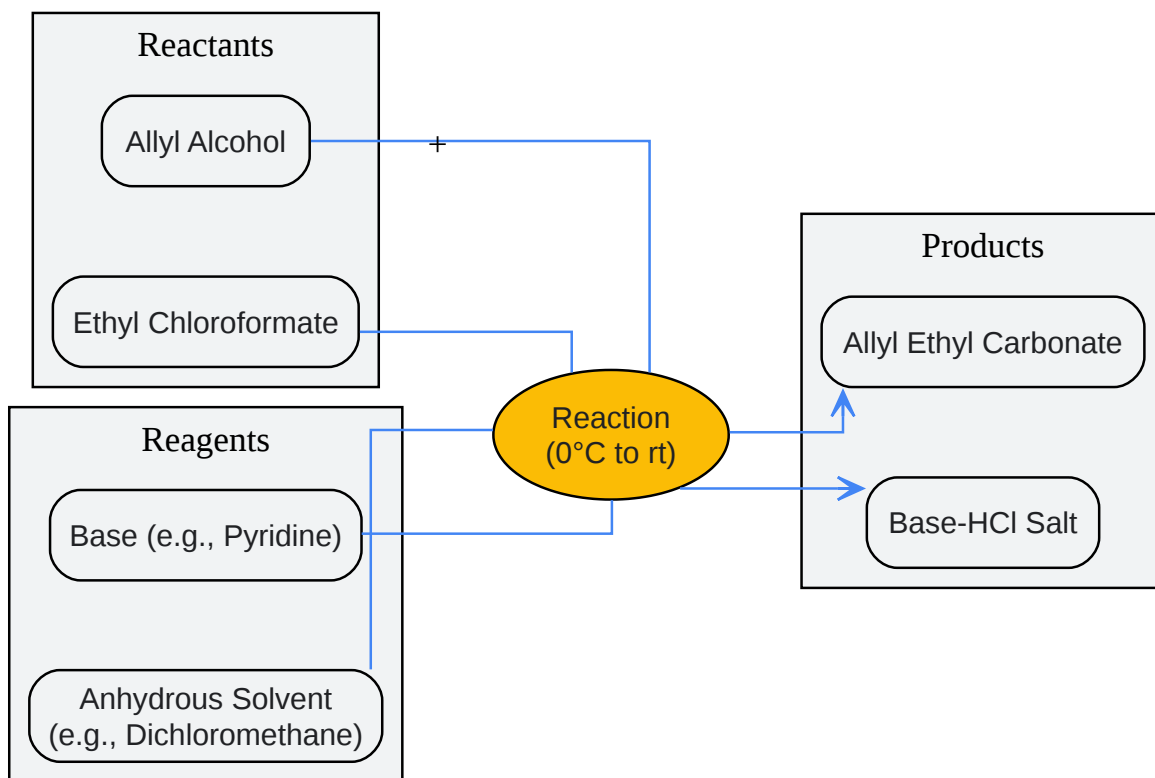 Reactants
Allyl Alcohol
+
Ethyl Chloroformate
Reagents
Base (e.g., Pyridine)
Anhydrous Solvent
(e.g., Dichloromethane)
Reaction
(0°C to rt)
Products
Allyl Ethyl Carbonate
Base-HCl Salt